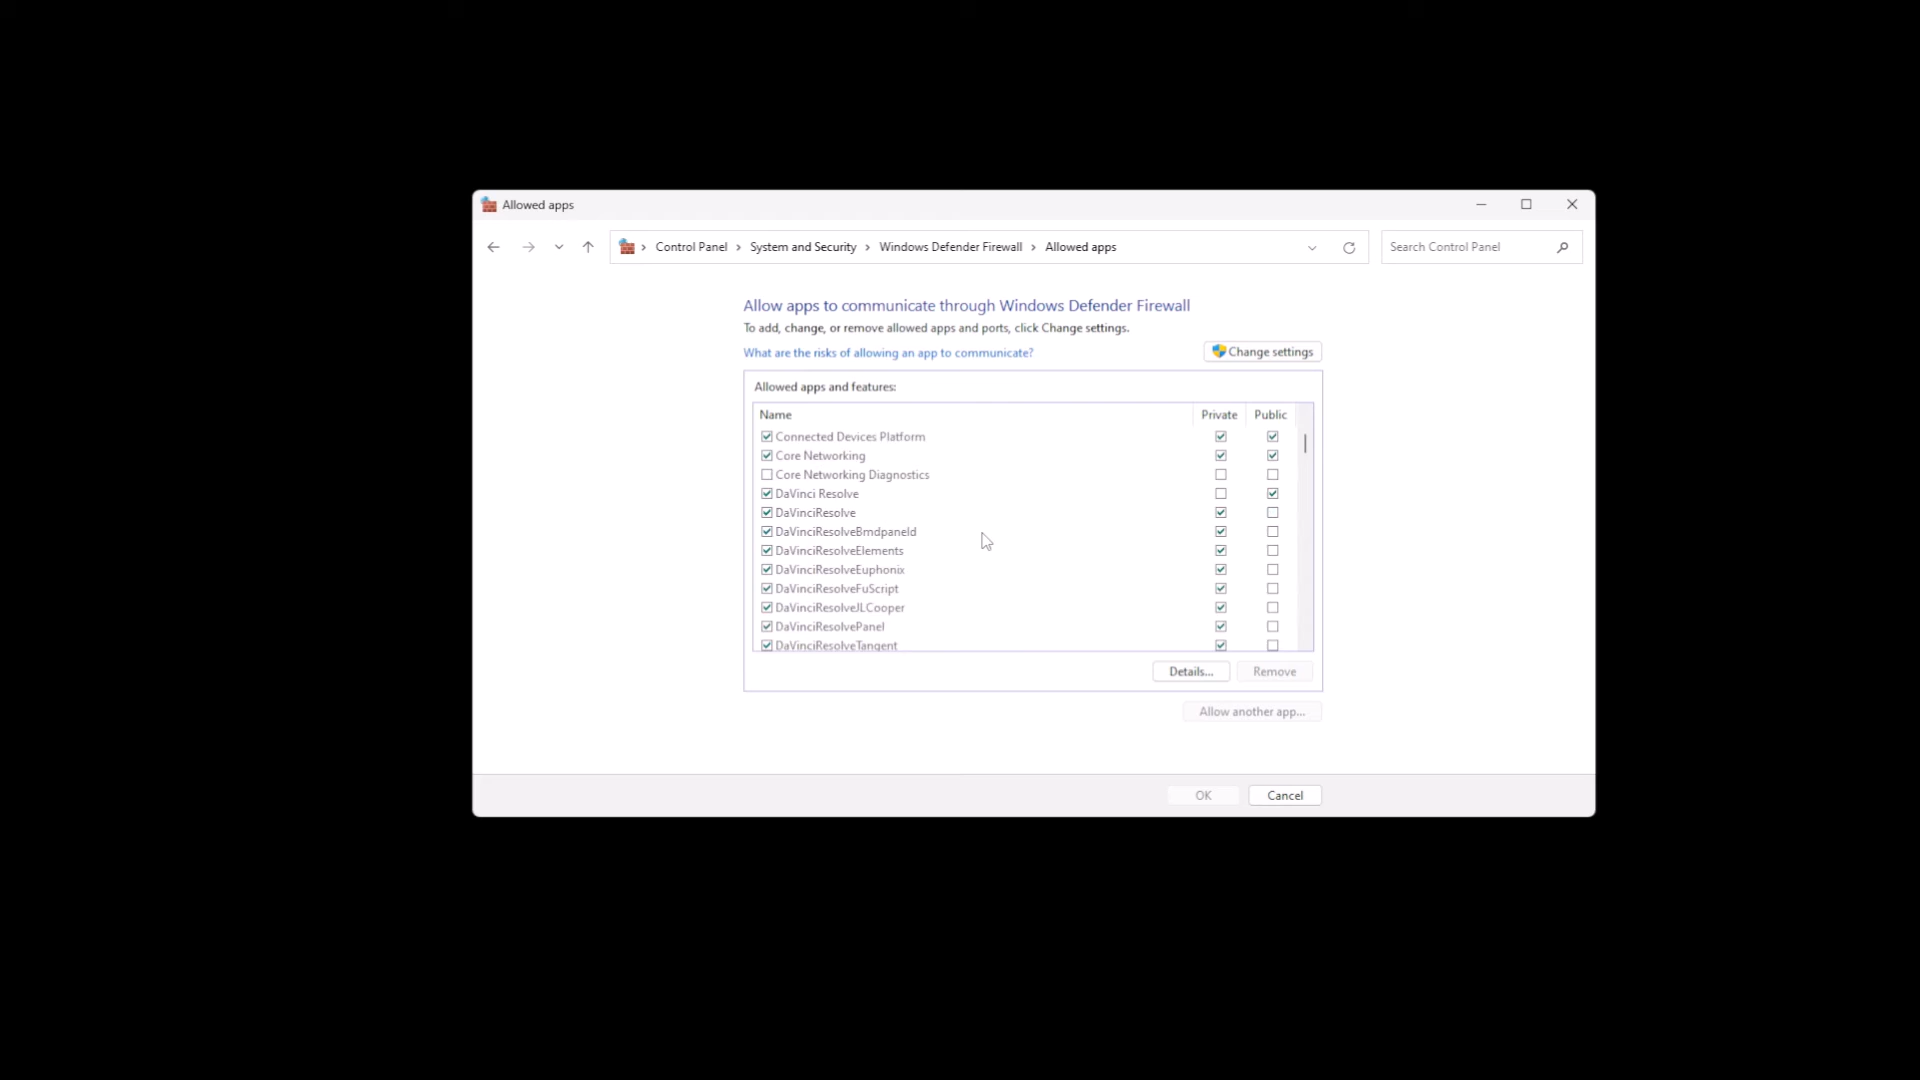 Allowed apps
Control Panel > System and Security > Windows Defender Firewall > Allowed apps
Search Control Panel
Allow apps to communicate through Windows Defender Firewall
To add, change, or remove allowed apps and ports, click Change settings.
What are the risks of allowing an app to communicate?
Change settings
Allowed apps and features:
Name Private Public
Connected Devices Platform
Core Networking
Core Networking Diagnostics
DaVinci Resolve
DaVinciResolve
DaVinciResolveBmdpaneld
DaVinciResolveElements
DaVinciResolveEuphonix
DaVinciResolveFuScript
DaVinciResolveJLCooper
DaVinciResolvePanel
DaVinciResolveTangent
Details... Remove
Allow another app...
OK Cancel